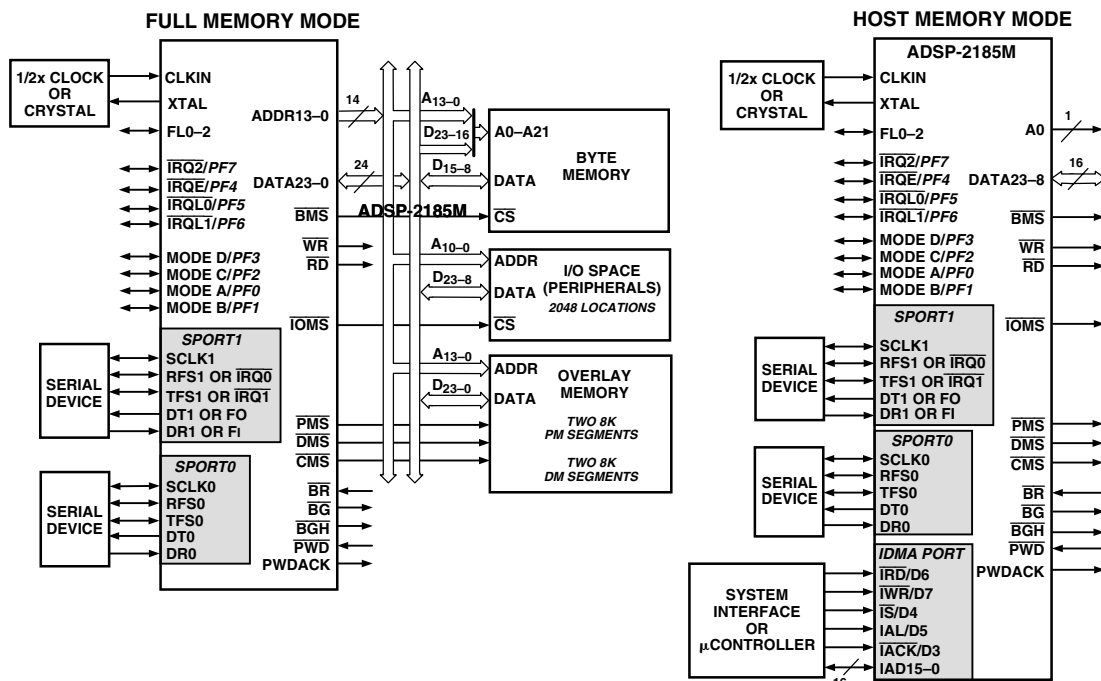 FULL MEMORY MODE
1/2x CLOCK
OR
CRYSTAL
CLKIN
XTAL
FL0–2
IRQ2/PF7
IRQE/PF4
IRQL0/PF5
IRQL1/PF6
MODE D/PF3
MODE C/PF2
MODE A/PF0
MODE B/PF1
SERIAL
DEVICE
SPORT1
SCLK1
RFS1 OR IRQ0
TFS1 OR IRQ1
DT1 OR FO
DR1 OR FI
SERIAL
DEVICE
SPORT0
SCLK0
RFS0
TFS0
DT0
DR0
ADDR13–0
14
DATA23–0
24
BMS
ADSP-2185M
WR
RD
IOMS
PMS
DMS
CMS
BR
BG
BGH
PWD
PWDACK
A13–0
D23–16
D15–8
A0–A21
BYTE
MEMORY
DATA
CS
A10–0
D23–8
ADDR
I/O SPACE
(PERIPHERALS)
DATA
2048 LOCATIONS
CS
A13–0
D23–0
ADDR
OVERLAY
MEMORY
DATA
TWO 8K
PM SEGMENTS
TWO 8K
DM SEGMENTS
HOST MEMORY MODE
ADSP-2185M
1/2x CLOCK
OR
CRYSTAL
CLKIN
XTAL
FL0–2
IRQ2/PF7
IRQE/PF4
IRQL0/PF5
IRQL1/PF6
MODE D/PF3
MODE C/PF2
MODE A/PF0
MODE B/PF1
SERIAL
DEVICE
SPORT1
SCLK1
RFS1 OR IRQ0
TFS1 OR IRQ1
DT1 OR FO
DR1 OR FI
SERIAL
DEVICE
SPORT0
SCLK0
RFS0
TFS0
DT0
DR0
SYSTEM
INTERFACE
OR
μCONTROLLER
IDMA PORT
IRD/D6
IWR/D7
IS/D4
IAL/D5
IACK/D3
IAD15–0
16
A0
1
DATA23–8
16
BMS
WR
RD
IOMS
PMS
DMS
CMS
BR
BG
BGH
PWD
PWDACK